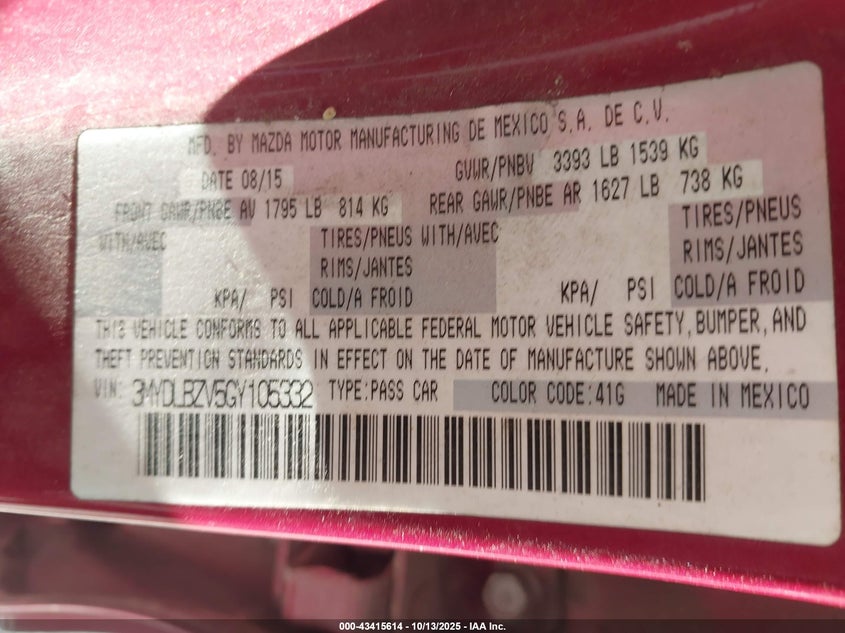 MFD. BY MAZDA MOTOR MANUFACTURING DE MEXICO S.A. DE C.V.
DATE 08/15 GVWR/PNBV 3393 LB 1539 KG
FRONT GAWR/PNBE AV 1795 LB 814 KG REAR GAWR/PNBE AR 1627 LB 738 KG
WITH/AVEC TIRES/PNEUS WITH/AVEC TIRES/PNEUS
RIMS/JANTES RIMS/JANTES
KPA/ PSI COLD/A FROID KPA/ PSI COLD/A FROID
THIS VEHICLE CONFORMS TO ALL APPLICABLE FEDERAL MOTOR VEHICLE SAFETY, BUMPER, AND
THEFT PREVENTION STANDARDS IN EFFECT ON THE DATE OF MANUFACTURE SHOWN ABOVE.
VIN: 3MYDLBZV5GY105332 TYPE:PASS CAR COLOR CODE:41G MADE IN MEXICO
000-43415614 - 10/13/2025 - IAA Inc.